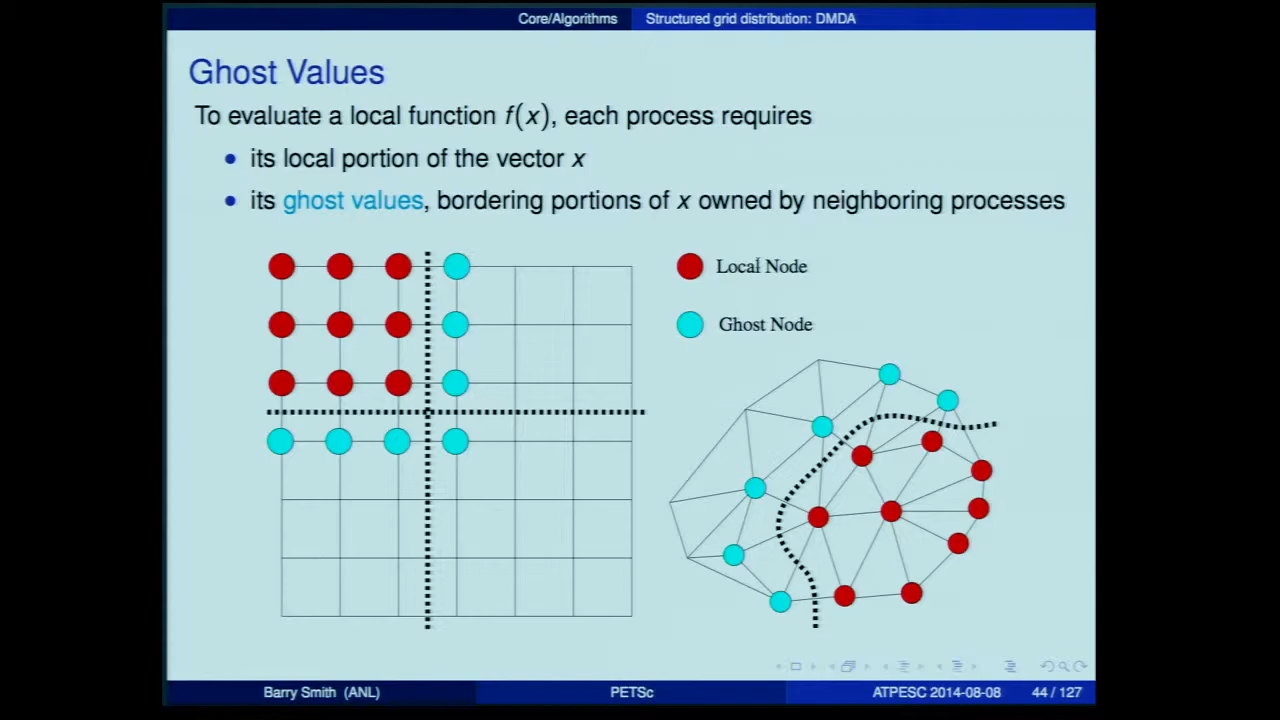 Core/Algorithms
Structured grid distribution: DMDA
Ghost Values
To evaluate a local function f(x), each process requires
its local portion of the vector x
its ghost values, bordering portions of x owned by neighboring processes
Local Node
Ghost Node
Barry Smith (ANL)
PETSc
ATPESC 2014-08-08
44 / 127